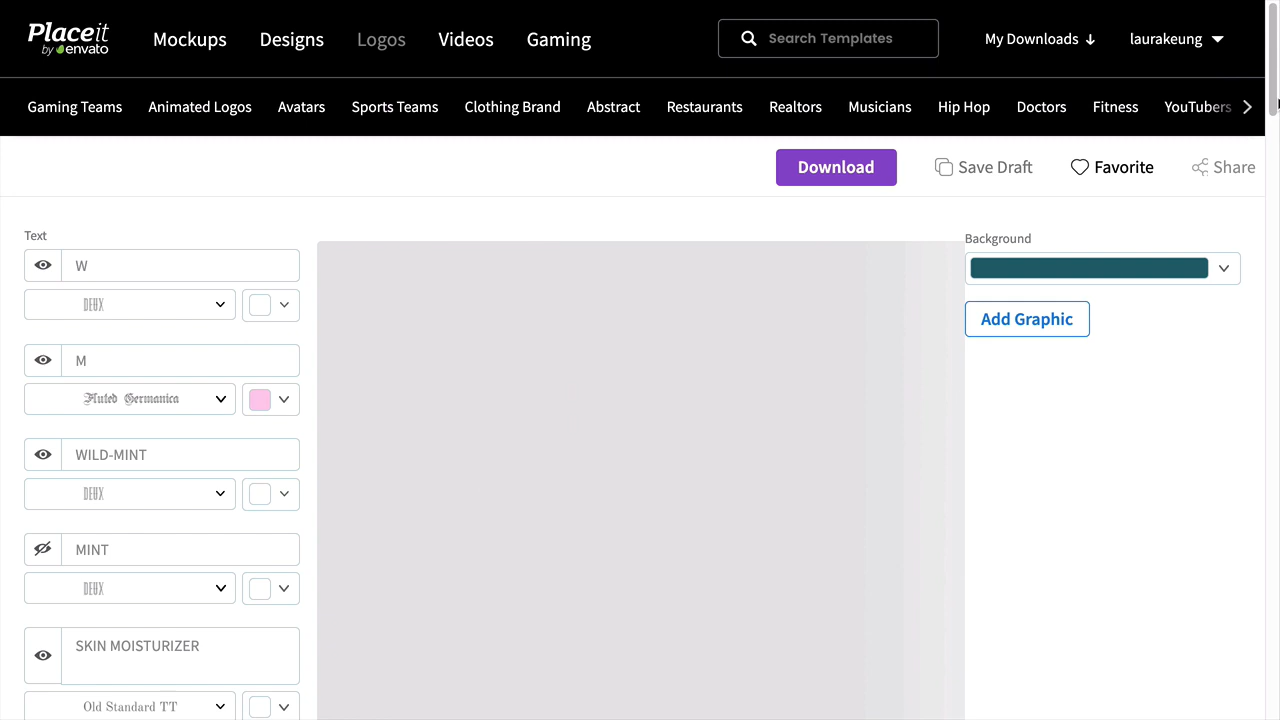 Placeit
by envato
Mockups Designs Logos Videos Gaming
Search Templates
My Downloads
laurakeung
Gaming Teams Animated Logos Avatars Sports Teams Clothing Brand Abstract Restaurants Realtors Musicians Hip Hop Doctors Fitness YouTubers
Download Save Draft Favorite Share
Text
W
DEUX
M
Fluted Germanica
WILD-MINT
DEUX
MINT
DEUX
SKIN MOISTURIZER
Old Standard TT
Background
Add Graphic